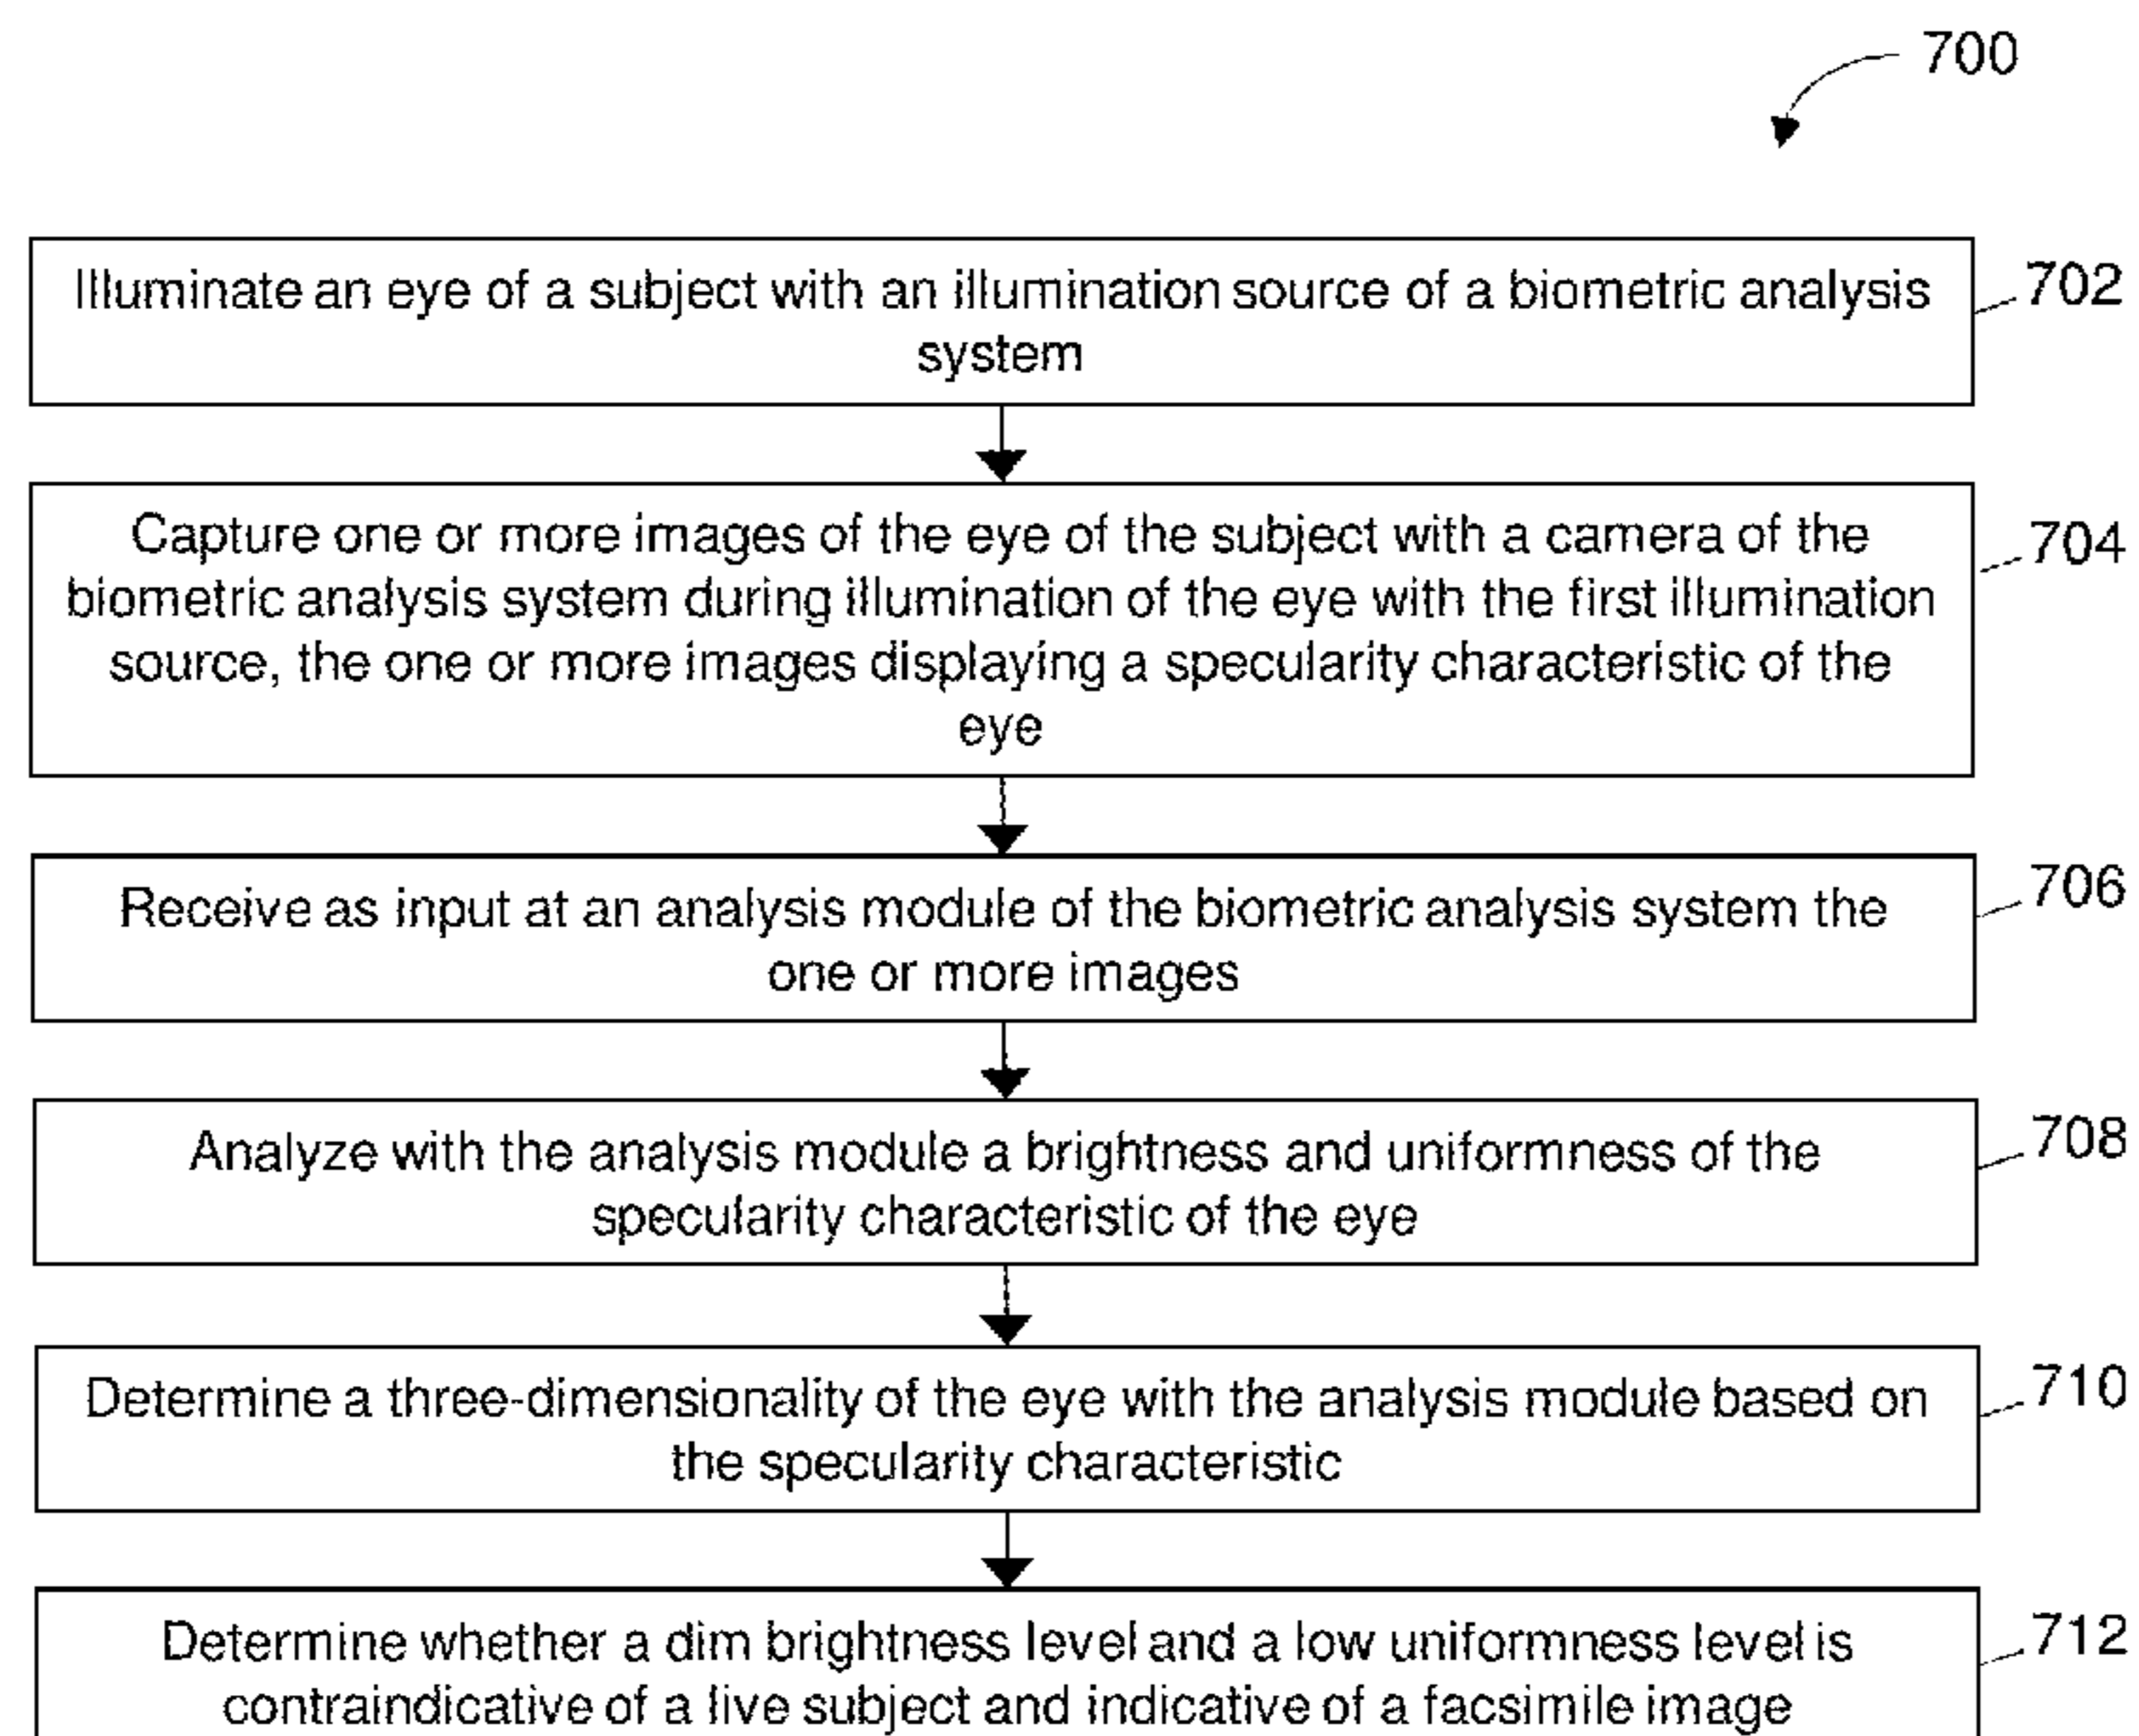 700
Illuminate an eye of a subject with an illumination source of a biometric analysis
system
702
Capture one or more images of the eye of the subject with a camera of the
biometric analysis system during illumination of the eye with the first illumination
source, the one or more images displaying a specularity characteristic of the
eye
704
Receive as input at an analysis module of the biometric analysis system the
one or more images
706
Analyze with the analysis module a brightness and uniformness of the
specularity characteristic of the eye
708
Determine a three-dimensionality of the eye with the analysis module based on
the specularity characteristic
710
Determine whether a dim brightness level and a low uniformness level is
contraindicative of a live subject and indicative of a facsimile image
712